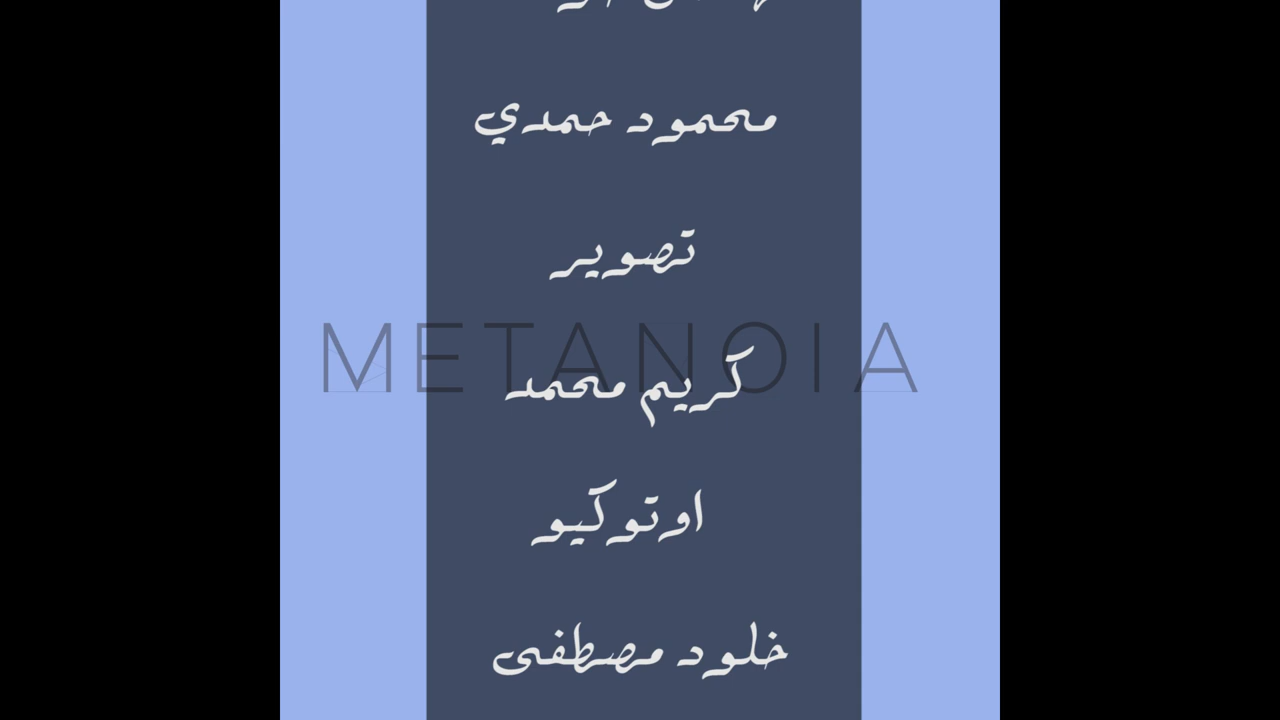 محمود حمدي
تصوير
METANOIA
كريم محمد
اوتوكيو
خلود مصطفى